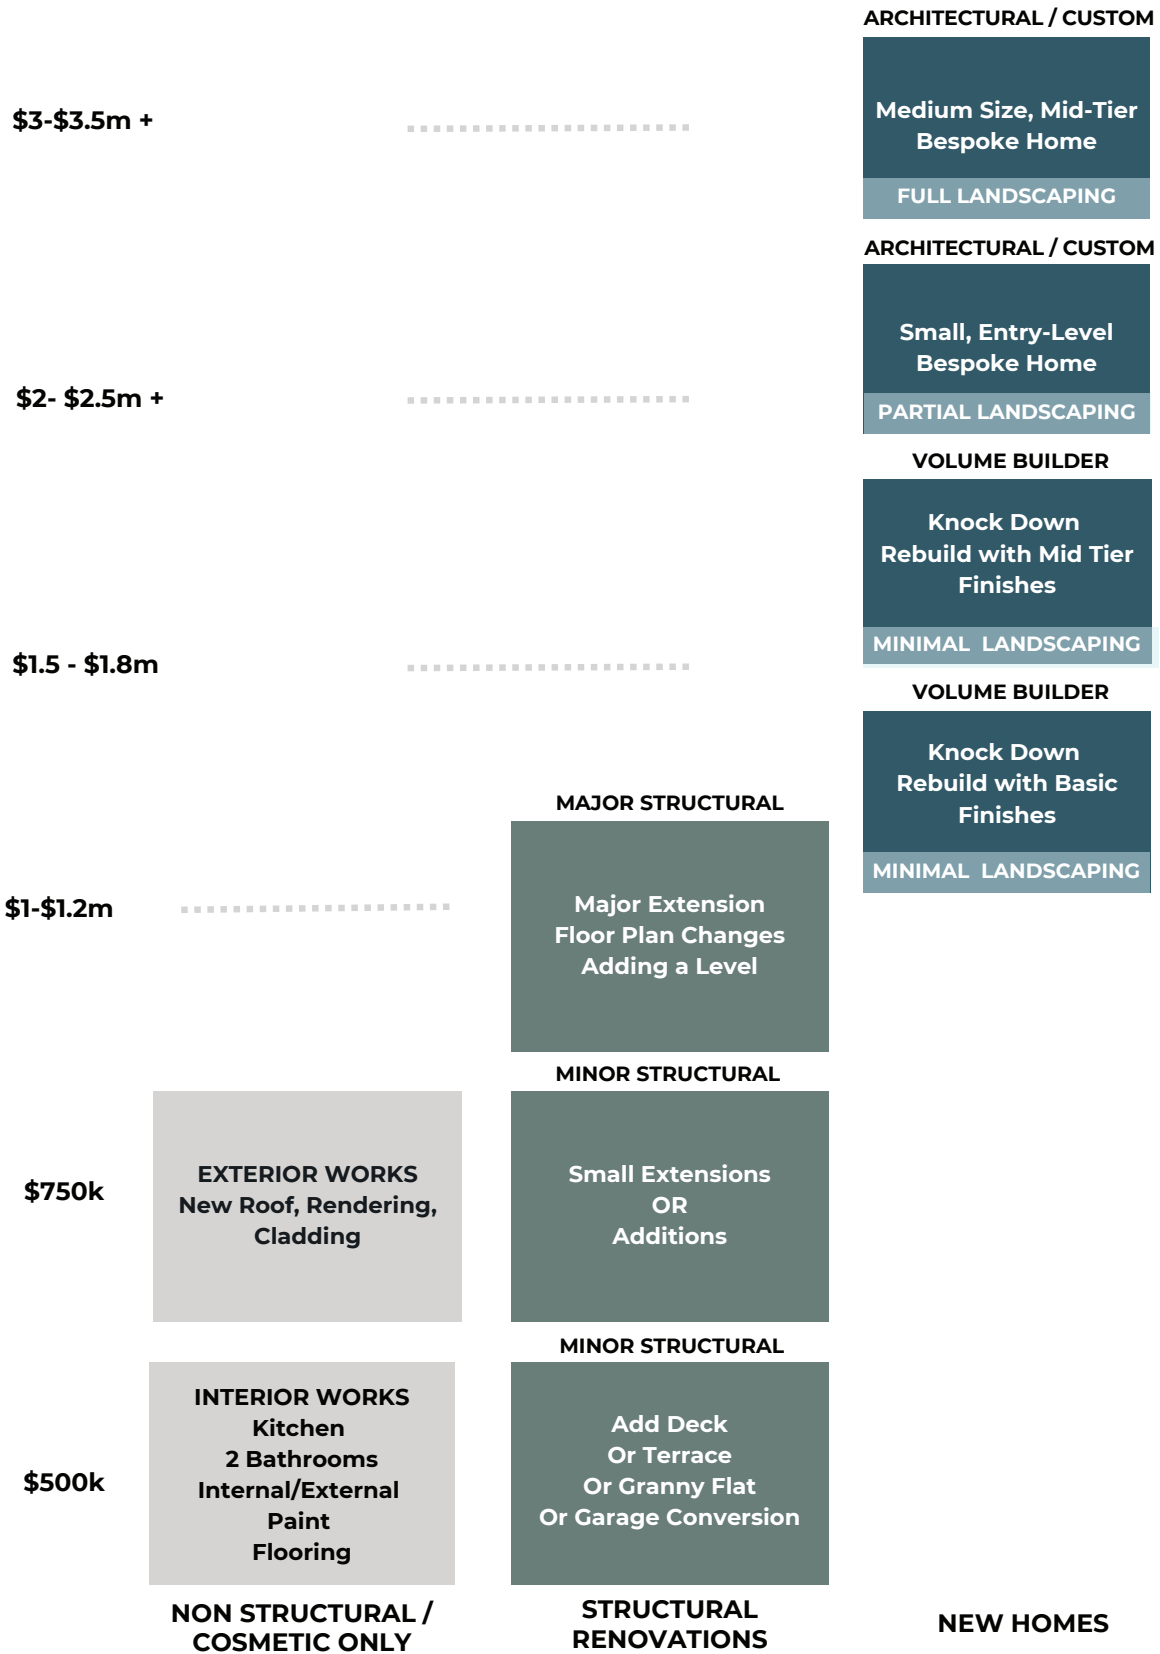 ARCHITECTURAL / CUSTOM
$3-$3.5m +
Medium Size, Mid-Tier
Bespoke Home
FULL LANDSCAPING
ARCHITECTURAL / CUSTOM
$2- $2.5m +
Small, Entry-Level
Bespoke Home
PARTIAL LANDSCAPING
VOLUME BUILDER
$1.5 - $1.8m
Knock Down
Rebuild with Mid Tier
Finishes
MINIMAL LANDSCAPING
VOLUME BUILDER
Knock Down
Rebuild with Basic
Finishes
MINIMAL LANDSCAPING
$1-$1.2m
MAJOR STRUCTURAL
Major Extension
Floor Plan Changes
Adding a Level
$750k
EXTERIOR WORKS
New Roof, Rendering,
Cladding
MINOR STRUCTURAL
Small Extensions
OR
Additions
$500k
INTERIOR WORKS
Kitchen
2 Bathrooms
Internal/External
Paint
Flooring
MINOR STRUCTURAL
Add Deck
Or Terrace
Or Granny Flat
Or Garage Conversion
NON STRUCTURAL /
COSMETIC ONLY
STRUCTURAL
RENOVATIONS
NEW HOMES